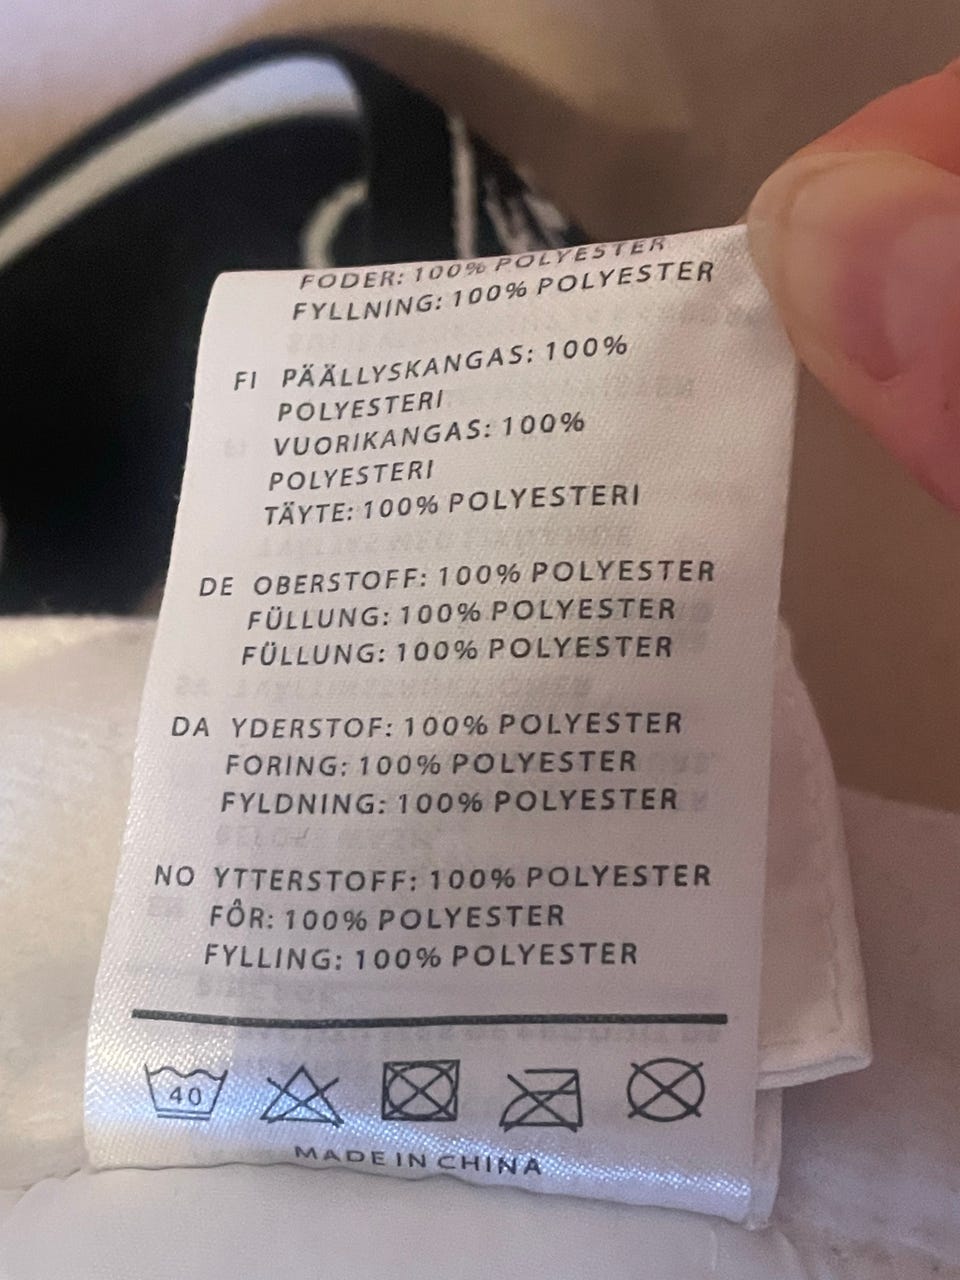 FODER: 100% POLYESTER
FYLLNING: 100% POLYESTER
FI PÄÄLLYSKANGAS: 100%
POLYESTERI
VUORIKANGAS: 100%
POLYESTERI
TÄYTE: 100% POLYESTERI
DE OBERSTOFF: 100% POLYESTER
FÜLLUNG: 100% POLYESTER
FÜLLUNG: 100% POLYESTER
DA YDERSTOF: 100% POLYESTER
FORING: 100% POLYESTER
FYLDNING: 100% POLYESTER
NO YTTERSTOFF: 100% POLYESTER
FÔR: 100% POLYESTER
FYLLING: 100% POLYESTER
40
MADE IN CHINA